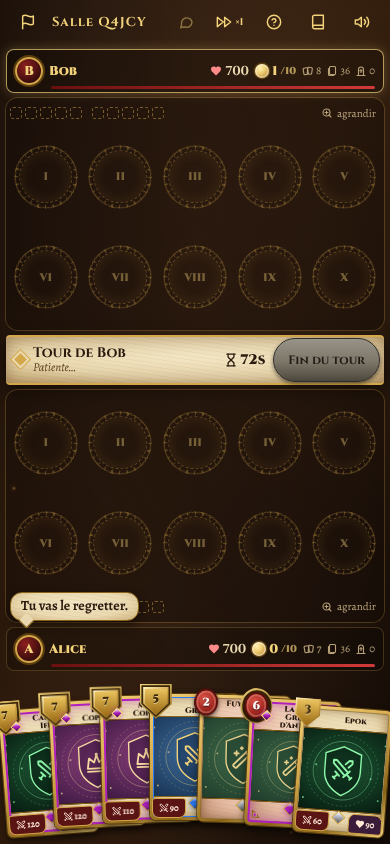 SALLE Q4JCY
×1
B
BOB
700
1 /10
8
36
0
agrandir
I
II
III
IV
V
VI
VII
VIII
IX
X
TOUR DE BOB
Patiente...
72s
FIN DU TOUR
I
II
III
IV
V
VI
VII
VIII
IX
X
Tu vas le regretter.
agrandir
A
ALICE
700
0 /10
7
36
0
7
7
7
5
2
6
3
EPOK
120
120
110
90
60
90